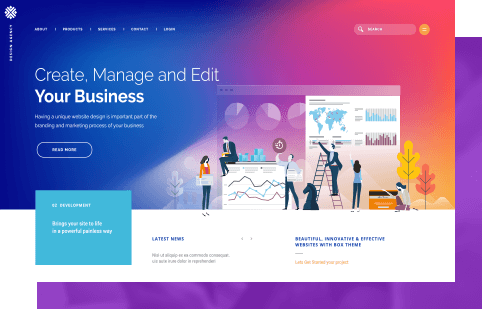 DESIGN AGENCY
ABOUT
PRODUCTS
SERVICES
CONTACT
LOGIN
SEARCH
Create, Manage and Edit
Your Business
Having a unique website design is important part of the
branding and marketing process of your business
READ MORE
02 DEVELOPMENT
Brings your site to life
in a powerful painless way
LATEST NEWS
Nisi ut aliquip ex ea commodo consequat,
uis aute irure dolor in reprehenderi
BEAUTIFUL, INNOVATIVE & EFFECTIVE
WEBSITES WITH BOX THEME
Lets Get Started your project